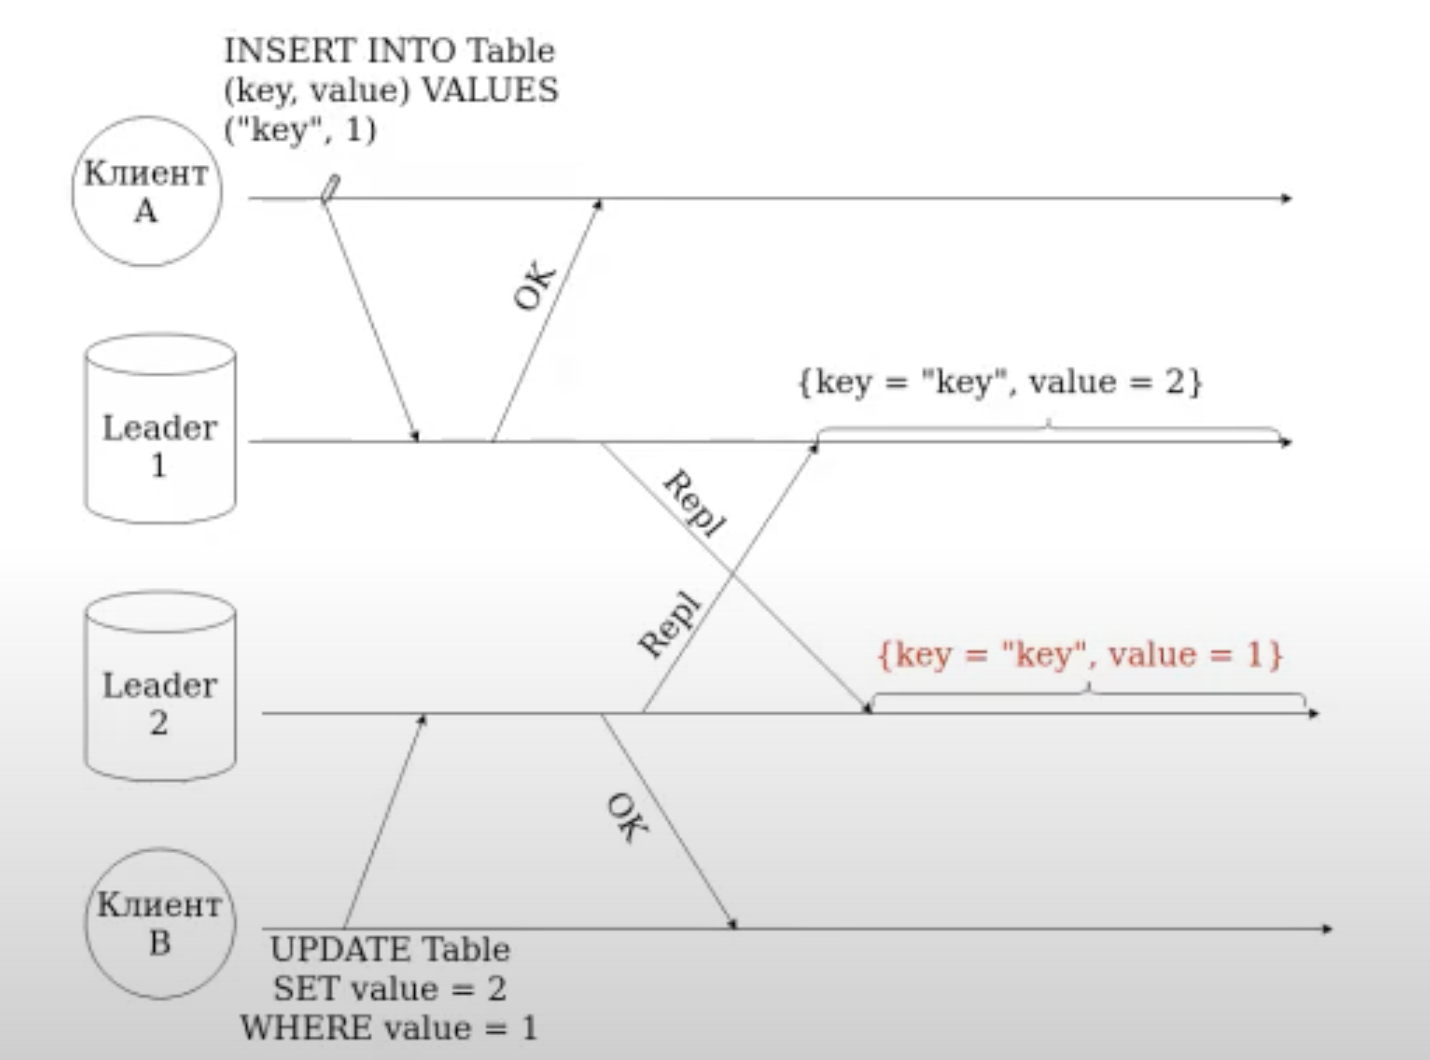 INSERT INTO Table
(key, value) VALUES
("key", 1)
Клиент
A
OK
{key = "key", value = 2}
Leader
1
Repl
Repl
{key = "key", value = 1}
Leader
2
OK
Клиент
B
UPDATE Table
SET value = 2
WHERE value = 1